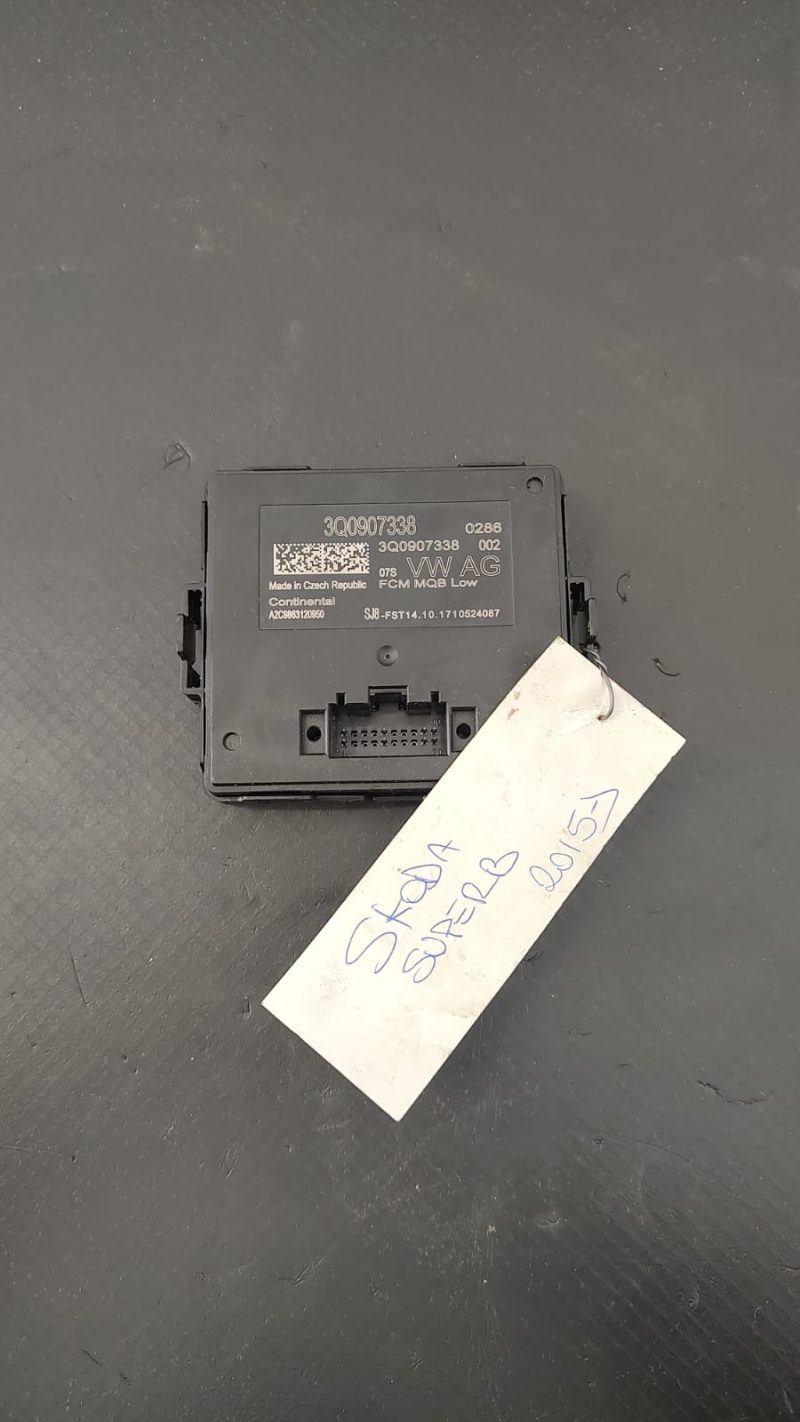 3Q0907338 0286
3Q0907338 002
07S VW AG
Made in Czech Republic FCM MQB Low
Continental
A2C9863120950 SJ8-FST14.10.1710524087
SKODA
SUPERB
2015→